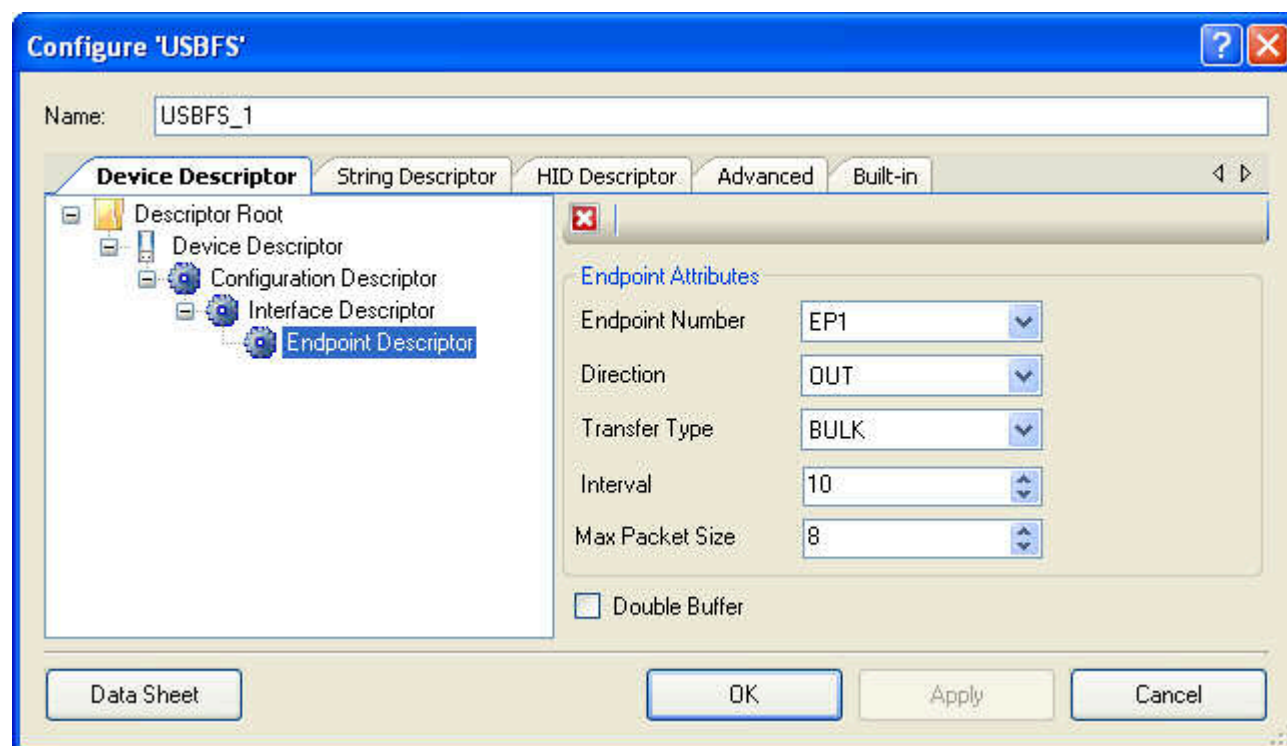 Configure 'USBFS'
Name: USBFS_1
Device Descriptor String Descriptor HID Descriptor Advanced Built-in
Descriptor Root
Device Descriptor
Configuration Descriptor
Interface Descriptor
Endpoint Descriptor
Endpoint Attributes
Endpoint Number EP1
Direction OUT
Transfer Type BULK
Interval 10
Max Packet Size 8
Double Buffer
Data Sheet OK Apply Cancel